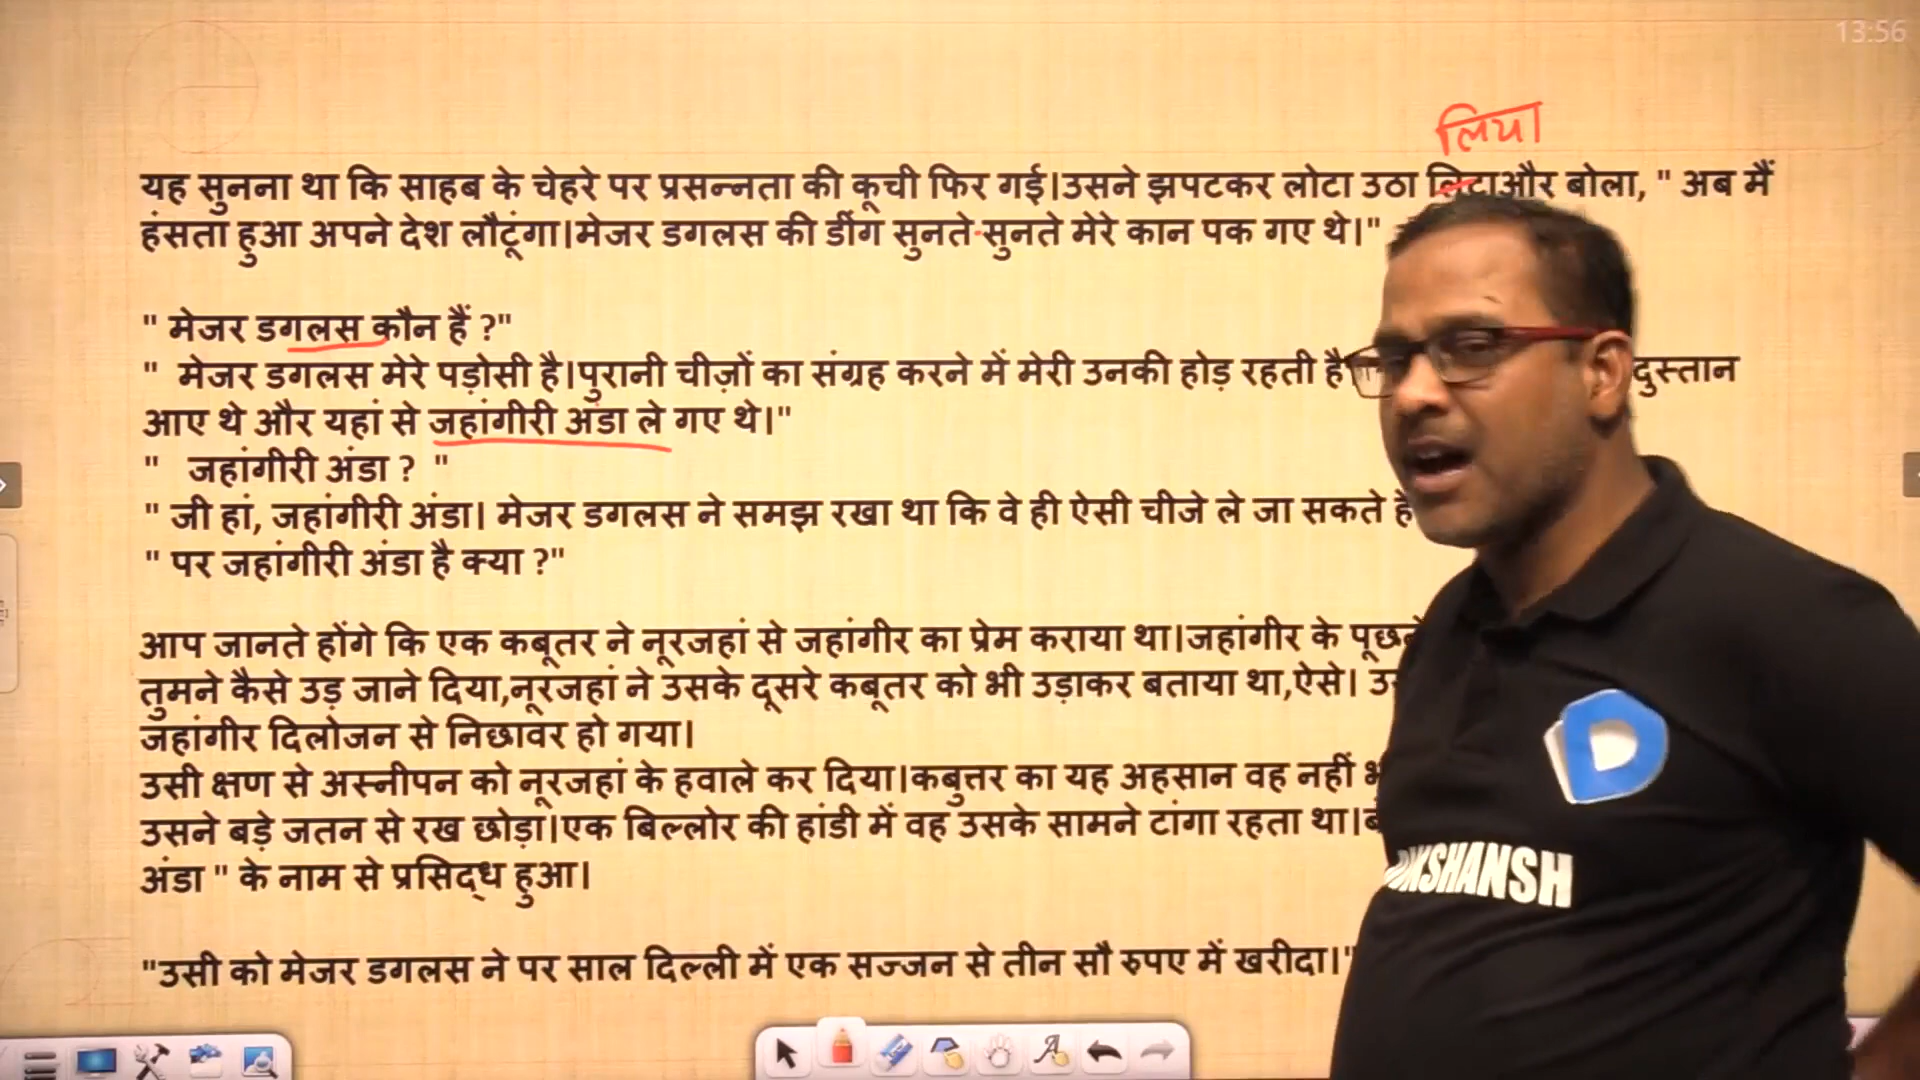 13:56
लिया
यह सुनना था कि साहब के चेहरे पर प्रसन्नता की कूची फिर गई।उसने झपटकर लोटा उठा लिटाऔर बोला, " अब मैं
हंसता हुआ अपने देश लौटूंगा।मेजर डगलस की डींग सुनते-सुनते मेरे कान पक गए थे।"
" मेजर डगलस कौन हैं ?"
" मेजर डगलस मेरे पड़ोसी है।पुरानी चीज़ों का संग्रह करने में मेरी उनकी होड़ रहती है दुस्तान
आए थे और यहां से जहांगीरी अंडा ले गए थे।"
" जहांगीरी अंडा ? "
" जी हां, जहांगीरी अंडा। मेजर डगलस ने समझ रखा था कि वे ही ऐसी चीजे ले जा सकते
" पर जहांगीरी अंडा है क्या ?"
आप जानते होंगे कि एक कबूतर ने नूरजहां से जहांगीर का प्रेम कराया था।जहांगीर के
तुमने कैसे उड़ जाने दिया,नूरजहां ने उसके दूसरे कबूतर को भी उड़ाकर बताया था,ऐसे।
जहांगीर दिलोजन से निछावर हो गया।
उसी क्षण से अस्नीपन को नूरजहां के हवाले कर दिया।कबुत्तर का यह अहसान वह नहीं
उसने बड़े जतन से रख छोड़ा।एक बिल्लोर की हांडी में वह उसके सामने टांगा रहता था।
अंडा " के नाम से प्रसिद्ध हुआ।
"उसी को मेजर डगलस ने पर साल दिल्ली में एक सज्जन से तीन सौ रुपए में खरीदा।"
D
DKSHANSH